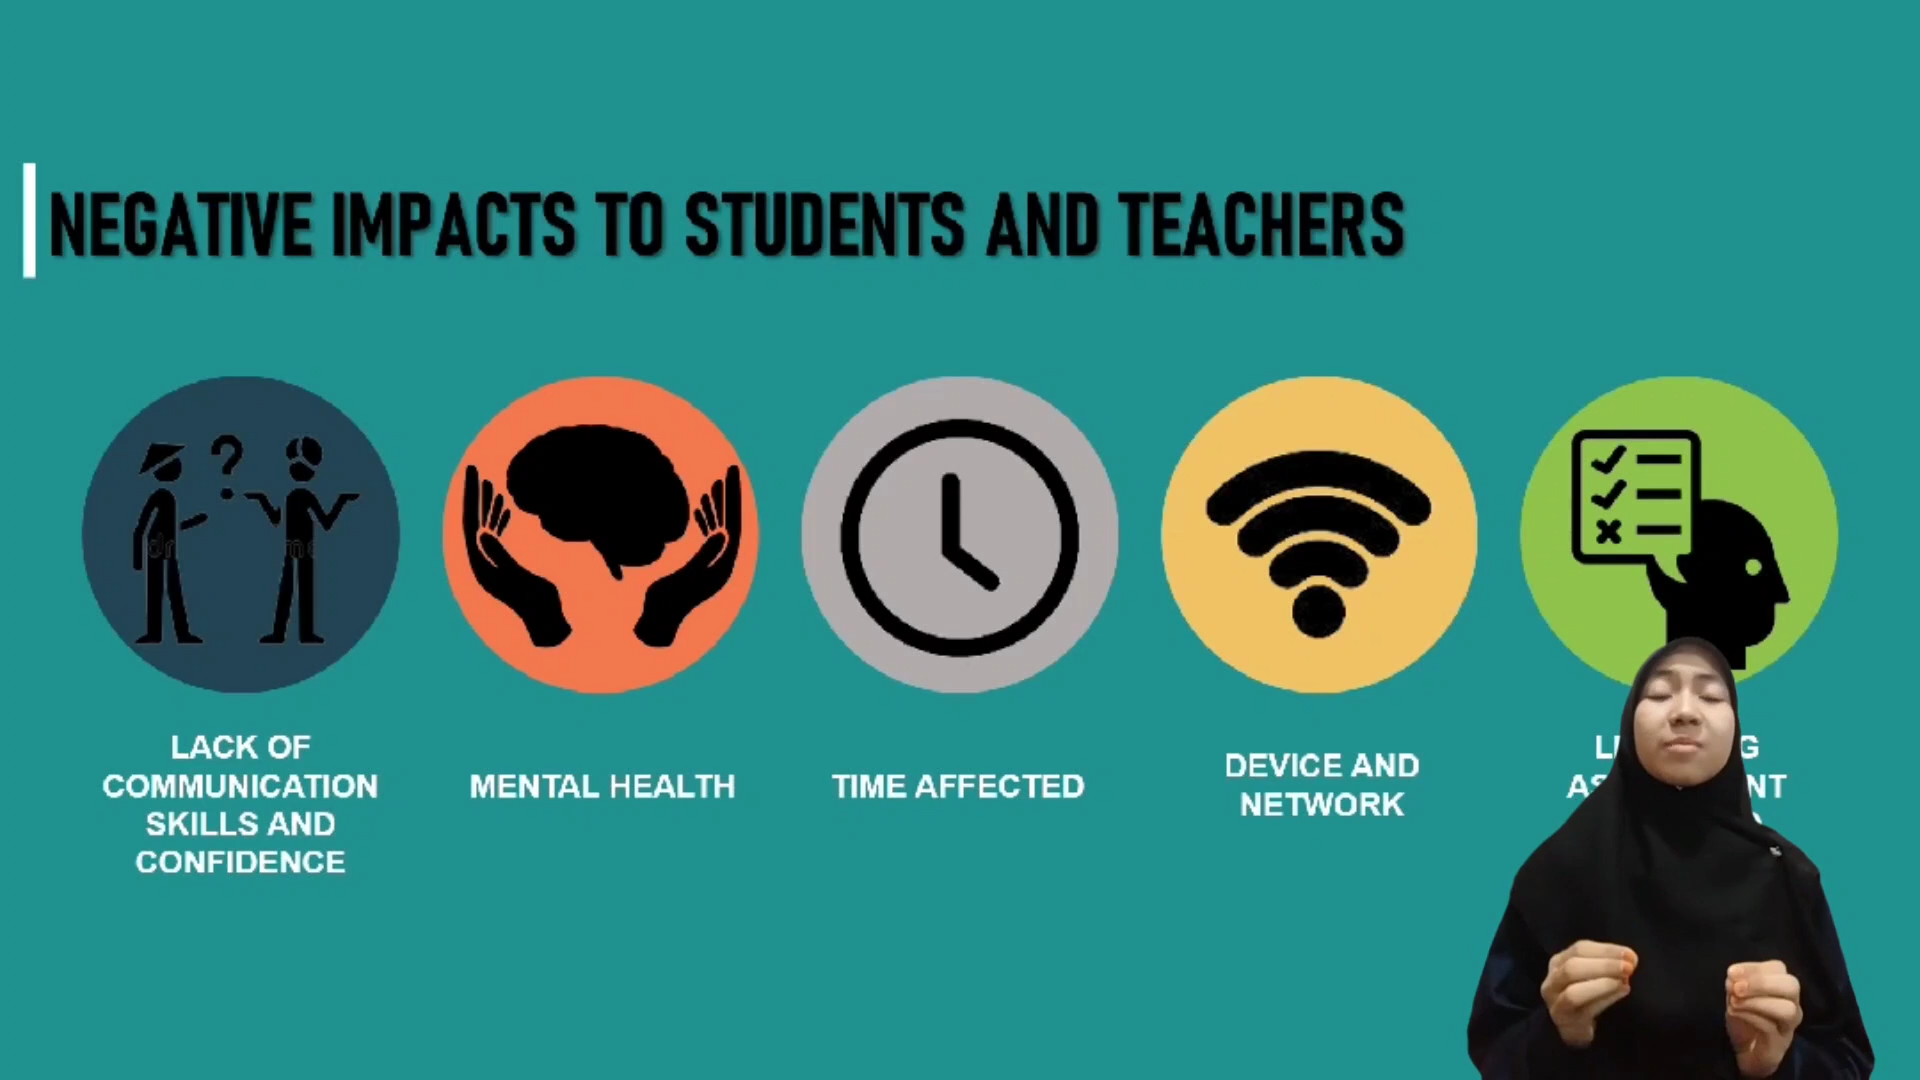 NEGATIVE IMPACTS TO STUDENTS AND TEACHERS
LACK OF
COMMUNICATION
SKILLS AND
CONFIDENCE
MENTAL HEALTH
TIME AFFECTED
DEVICE AND
NETWORK